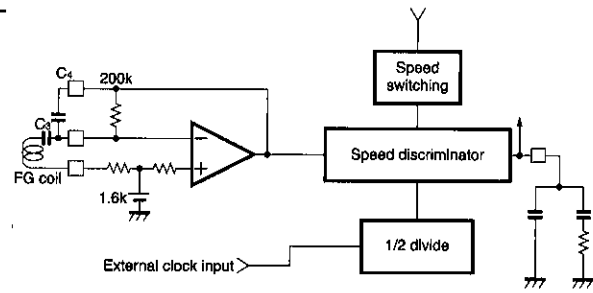 C4
200k
Speed
switching
C3
−
Speed discriminator
+
FG coil
1.6k
1/2 divide
External clock input